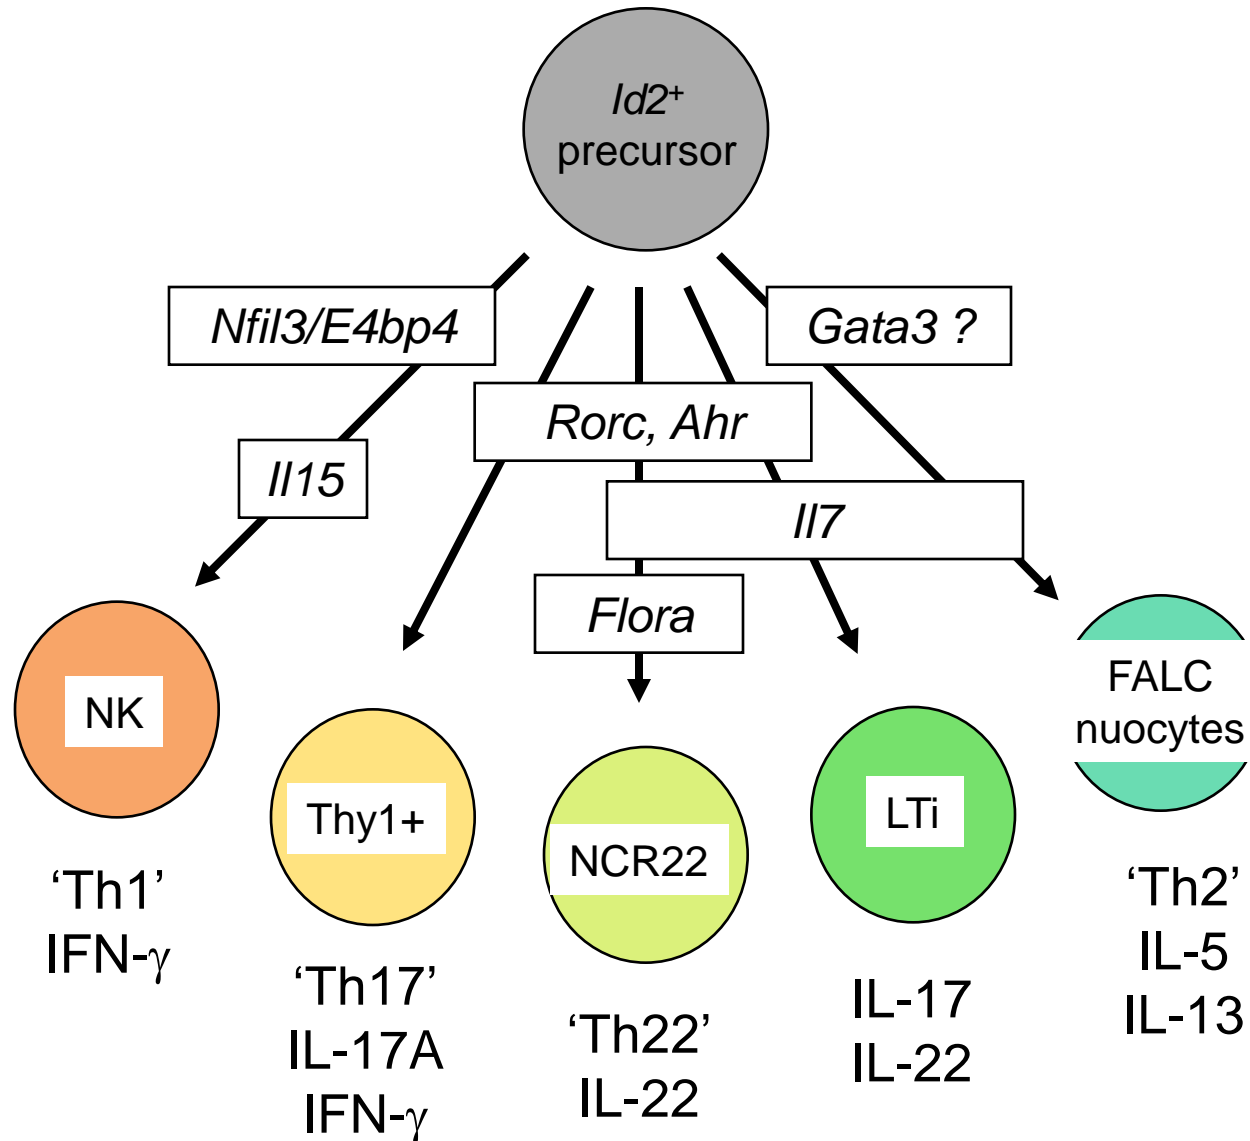 Id2+
precursor
Nfil3/E4bp4
Gata3 ?
Rorc, Ahr
Il15
Il7
Flora
NK
Thy1+
NCR22
LTi
FALC
nuocytes
‘Th1’
IFN-γ
‘Th17’
IL-17A
IFN-γ
‘Th22’
IL-22
IL-17
IL-22
‘Th2’
IL-5
IL-13